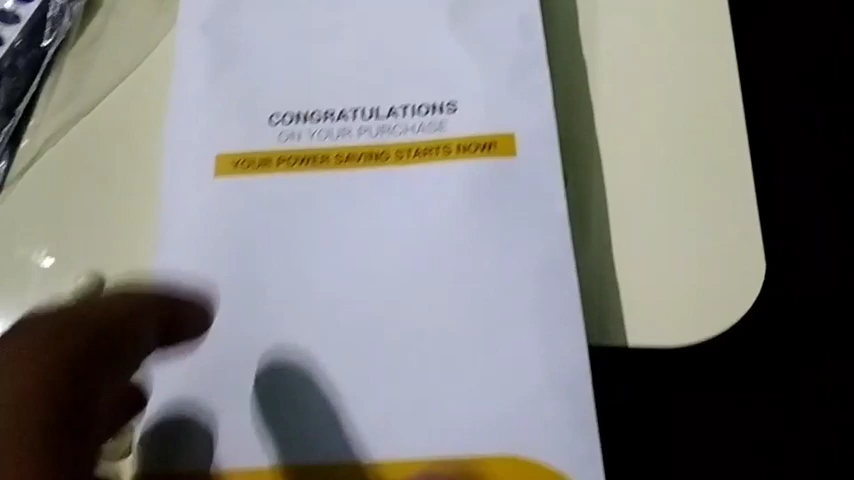 CONGRATULATIONS
ON YOUR PURCHASE
YOUR POWER SAVING STARTS NOW!